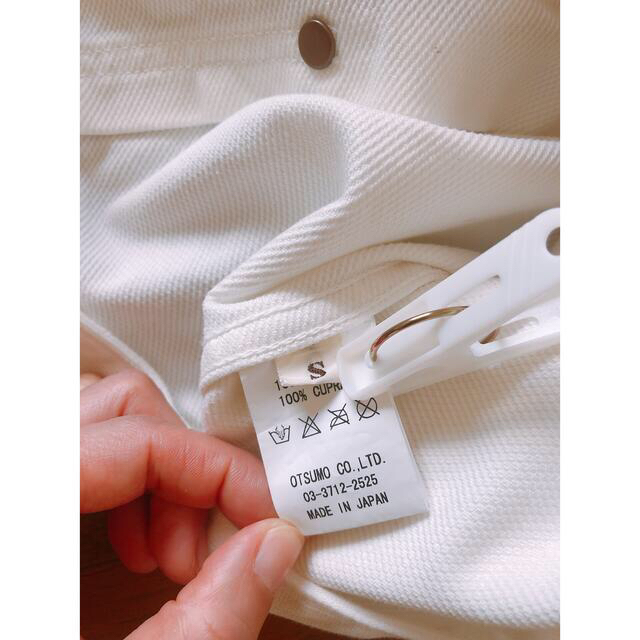 S
100% CUPR
OTSUMO CO.,LTD.
03-3712-2525
MADE IN JAPAN